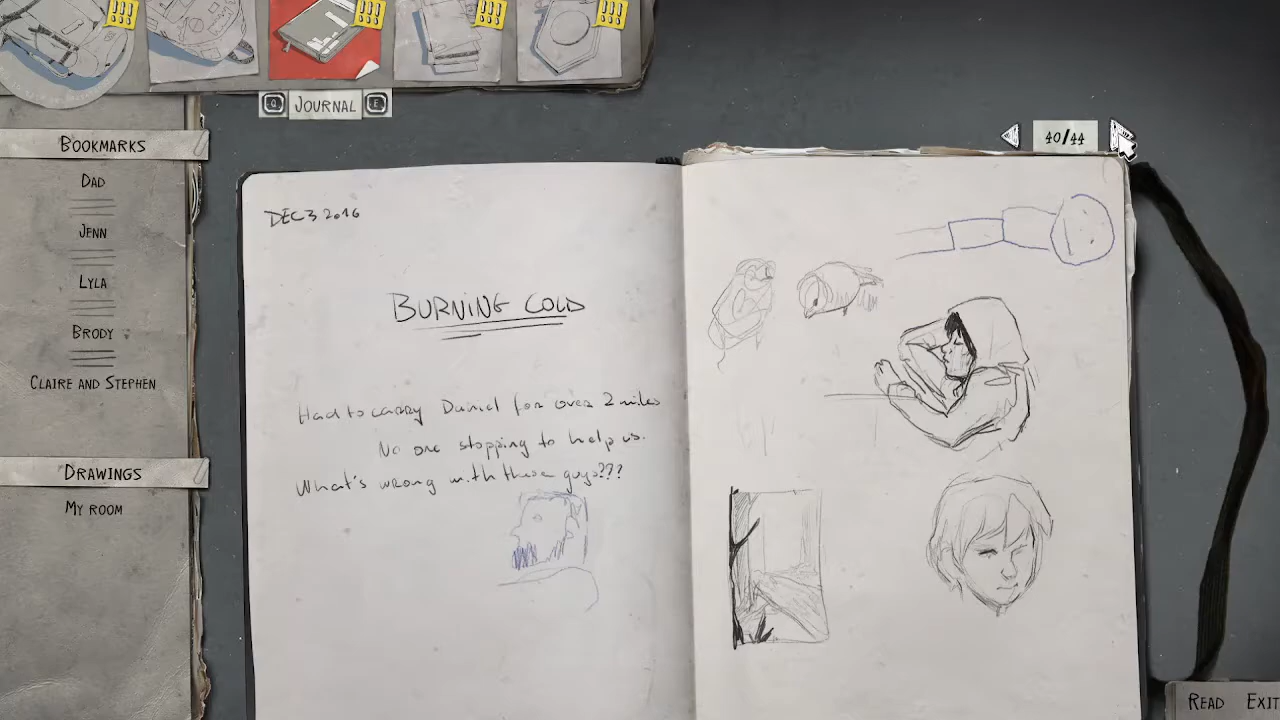 JOURNAL
Q
E
BOOKMARKS
DAD
JENN
LYLA
BRODY
CLAIRE AND STEPHEN
DRAWINGS
MY ROOM
40/44
DEC 3 2016
BURNING COLD
Had to carry Daniel for over 2 miles
No one stopping to help us.
What's wrong with these guys???
READ
EXIT